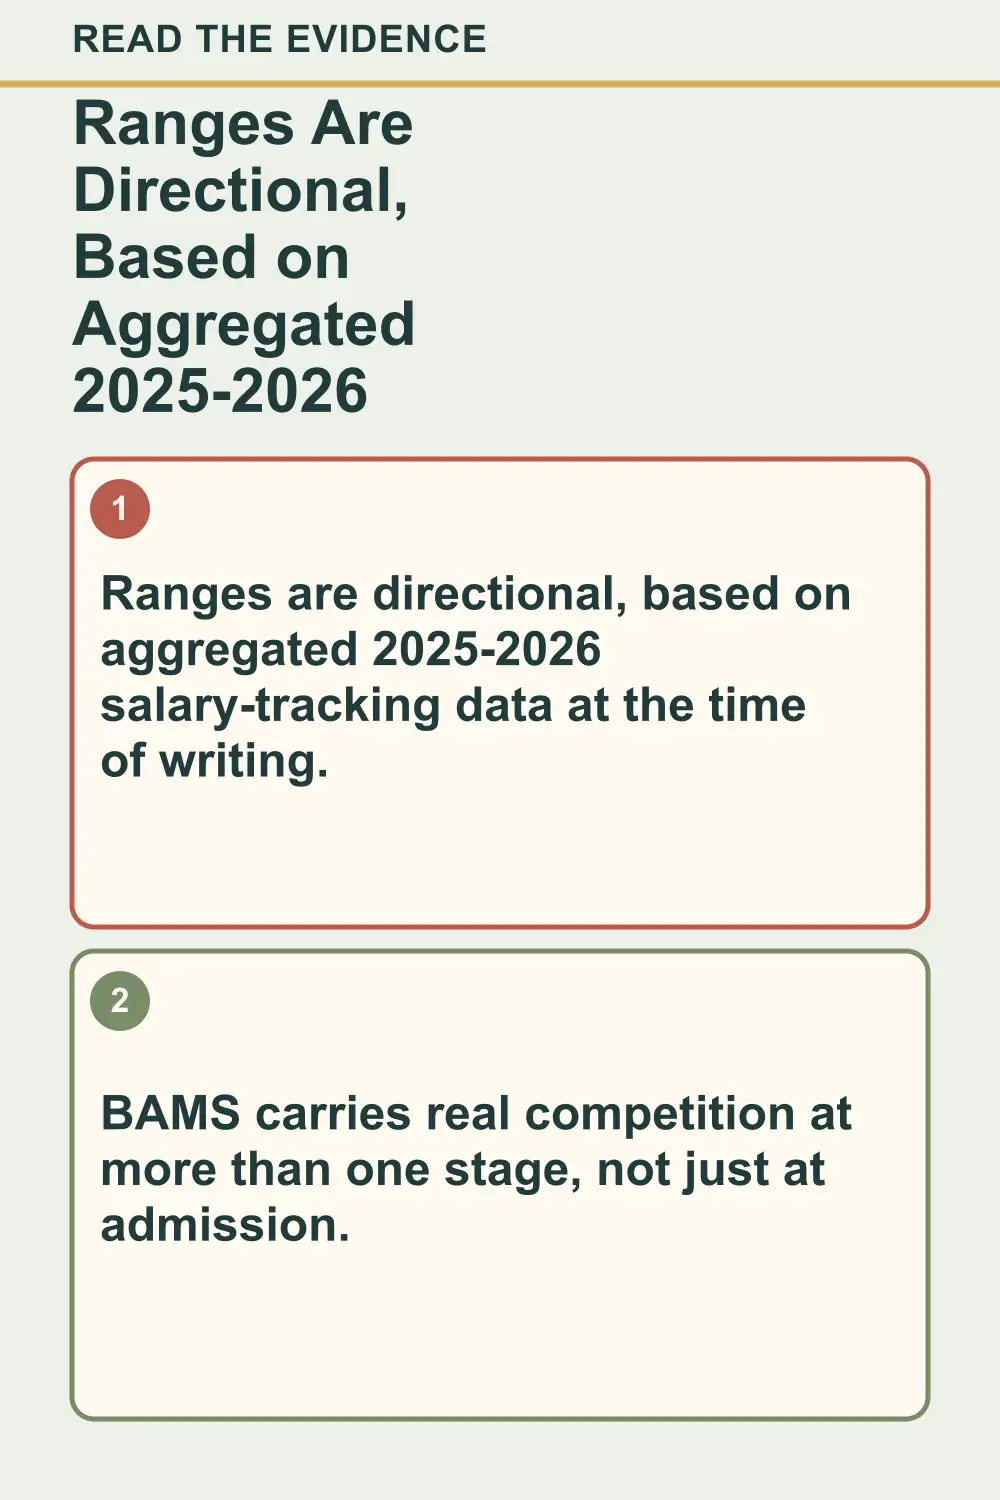 READ THE EVIDENCE
Ranges Are
Directional,
Based on
Aggregated
2025-2026
1
Ranges are directional, based on
aggregated 2025-2026
salary-tracking data at the time
of writing.
2
BAMS carries real competition at
more than one stage, not just at
admission.